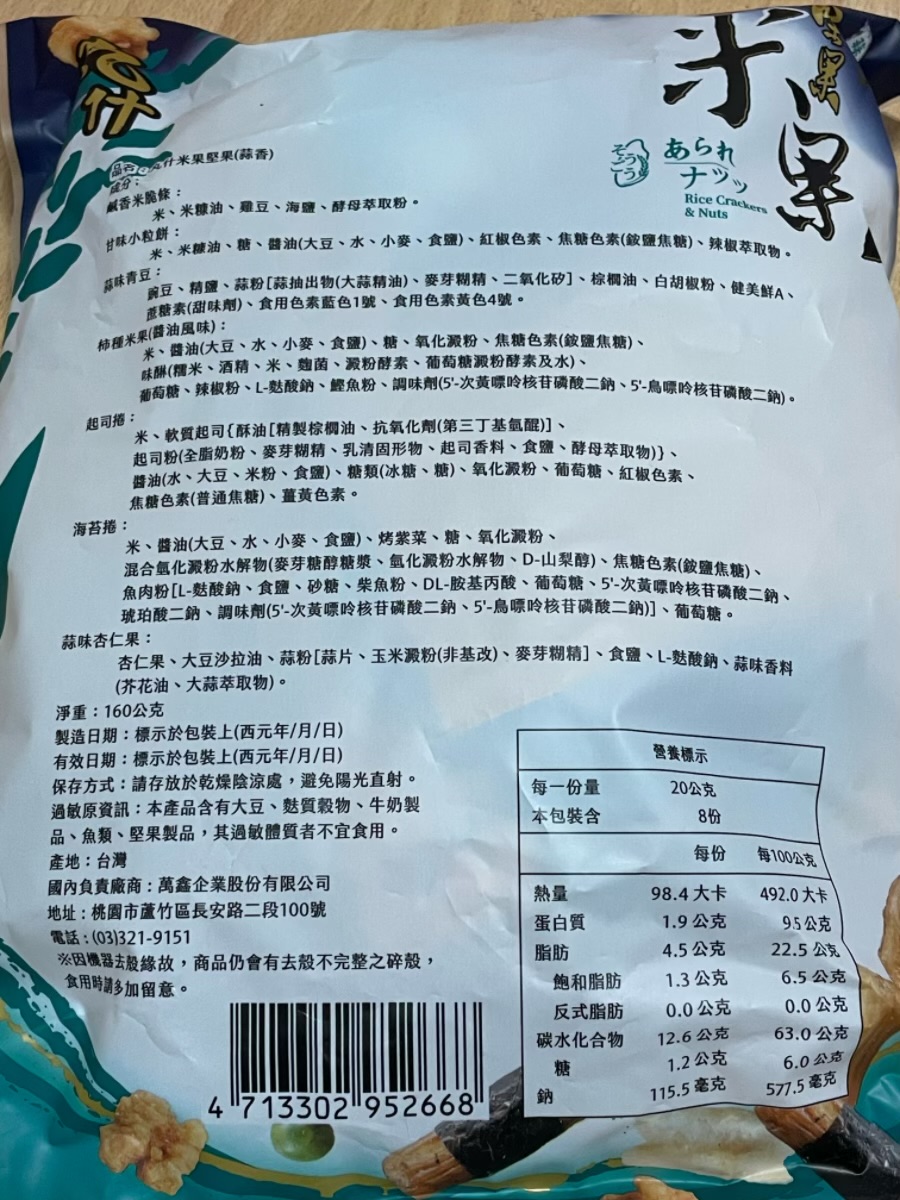 什
米果
堅果
そうこう
あられ
ナッツ
Rice Crackers
& Nuts
品名：什米果堅果(蒜香)
成分：
鹹香米脆條：
米、米糠油、雞豆、海鹽、酵母萃取粉。
甘味小粒餅：
米、米糠油、糖、醬油(大豆、水、小麥、食鹽)、紅椒色素、焦糖色素(銨鹽焦糖)、辣椒萃取物。
蒜味青豆：
豌豆、精鹽、蒜粉[蒜抽出物(大蒜精油)、麥芽糊精、二氧化矽]、棕櫚油、白胡椒粉、健美鮮A、
蔗糖素(甜味劑)、食用色素藍色1號、食用色素黃色4號。
柿種米果(醬油風味)：
米、醬油(大豆、水、小麥、食鹽)、糖、氧化澱粉、焦糖色素(銨鹽焦糖)、
味醂(糯米、酒精、米、麴菌、澱粉酵素、葡萄糖澱粉酵素及水)、
葡萄糖、辣椒粉、L-麩酸鈉、鰹魚粉、調味劑(5'-次黃嘌呤核苷磷酸二鈉、5'-鳥嘌呤核苷磷酸二鈉)。
起司捲：
米、軟質起司{酥油[精製棕櫚油、抗氧化劑(第三丁基氫醌)]、
起司粉(全脂奶粉、麥芽糊精、乳清固形物、起司香料、食鹽、酵母萃取物)}、
醬油(水、大豆、米粉、食鹽)、糖類(冰糖、糖)、氧化澱粉、葡萄糖、紅椒色素、
焦糖色素(普通焦糖)、薑黃色素。
海苔捲：
米、醬油(大豆、水、小麥、食鹽)、烤紫菜、糖、氧化澱粉、
混合氫化澱粉水解物(麥芽糖醇糖漿、氫化澱粉水解物、D-山梨醇)、焦糖色素(銨鹽焦糖)、
魚肉粉[L-麩酸鈉、食鹽、砂糖、柴魚粉、DL-胺基丙酸、葡萄糖、5'-次黃嘌呤核苷磷酸二鈉、
琥珀酸二鈉、調味劑(5'-次黃嘌呤核苷磷酸二鈉、5'-鳥嘌呤核苷磷酸二鈉)]、葡萄糖。
蒜味杏仁果：
杏仁果、大豆沙拉油、蒜粉[蒜片、玉米澱粉(非基改)、麥芽糊精]、食鹽、L-麩酸鈉、蒜味香料
(芥花油、大蒜萃取物)。
淨重：160公克
製造日期：標示於包裝上(西元年/月/日)
有效日期：標示於包裝上(西元年/月/日)
保存方式：請存放於乾燥陰涼處，避免陽光直射。
過敏原資訊：本產品含有大豆、麩質穀物、牛奶製
品、魚類、堅果製品，其過敏體質者不宜食用。
產地：台灣
國內負責廠商：萬鑫企業股份有限公司
地址：桃園市蘆竹區長安路二段100號
電話：(03)321-9151
※因機器去殼緣故，商品仍會有去殼不完整之碎殼，
食用時請多加留意。
營養標示
每一份量 20公克
本包裝含 8份
每份 每100公克
熱量 98.4 大卡 492.0 大卡
蛋白質 1.9 公克 9.5 公克
脂肪 4.5 公克 22.5 公克
飽和脂肪 1.3 公克 6.5 公克
反式脂肪 0.0 公克 0.0 公克
碳水化合物 12.6 公克 63.0 公克
糖 1.2 公克 6.0 公克
鈉 115.5 毫克 577.5 毫克
4 713302 952668